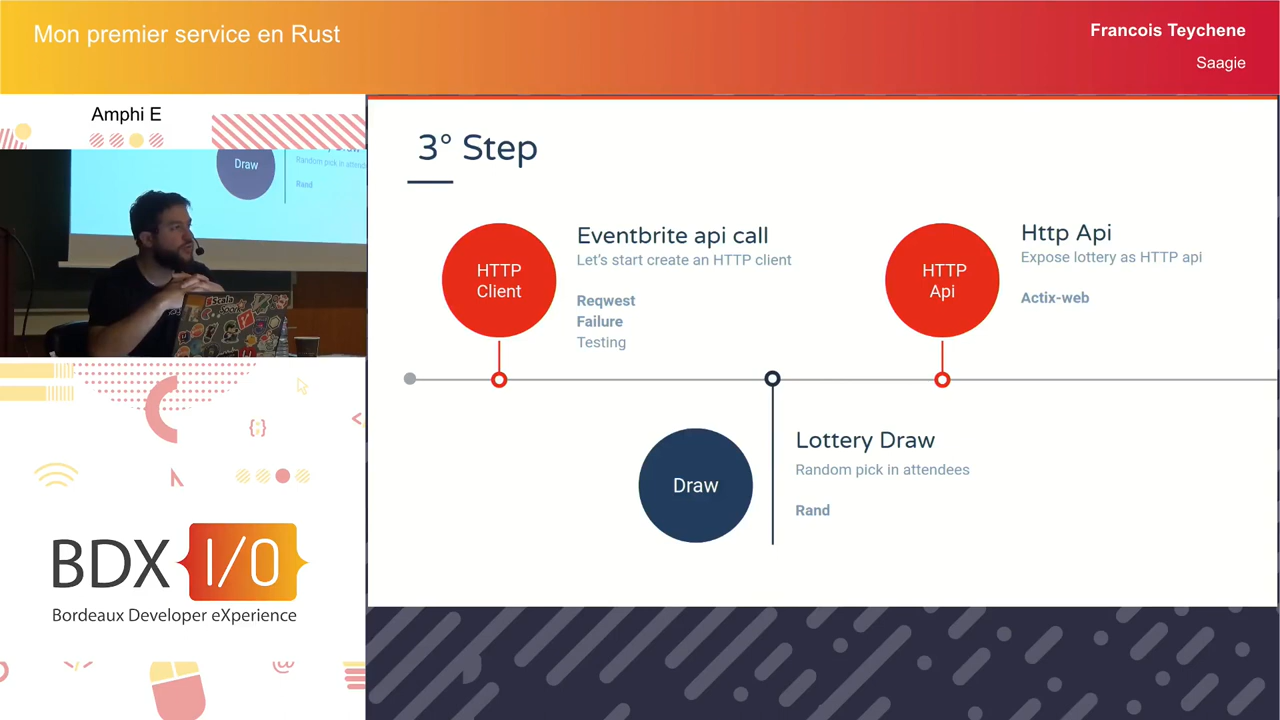 Mon premier service en Rust
Francois Teychene
Saagie
Amphi E
Draw
Rand
#Scala
BDX I/O
Bordeaux Developer eXperience
3° Step
HTTP
Client
Eventbrite api call
Let's start create an HTTP client
Reqwest
Failure
Testing
HTTP
Api
Http Api
Expose lottery as HTTP api
Actix-web
Draw
Lottery Draw
Random pick in attendees
Rand